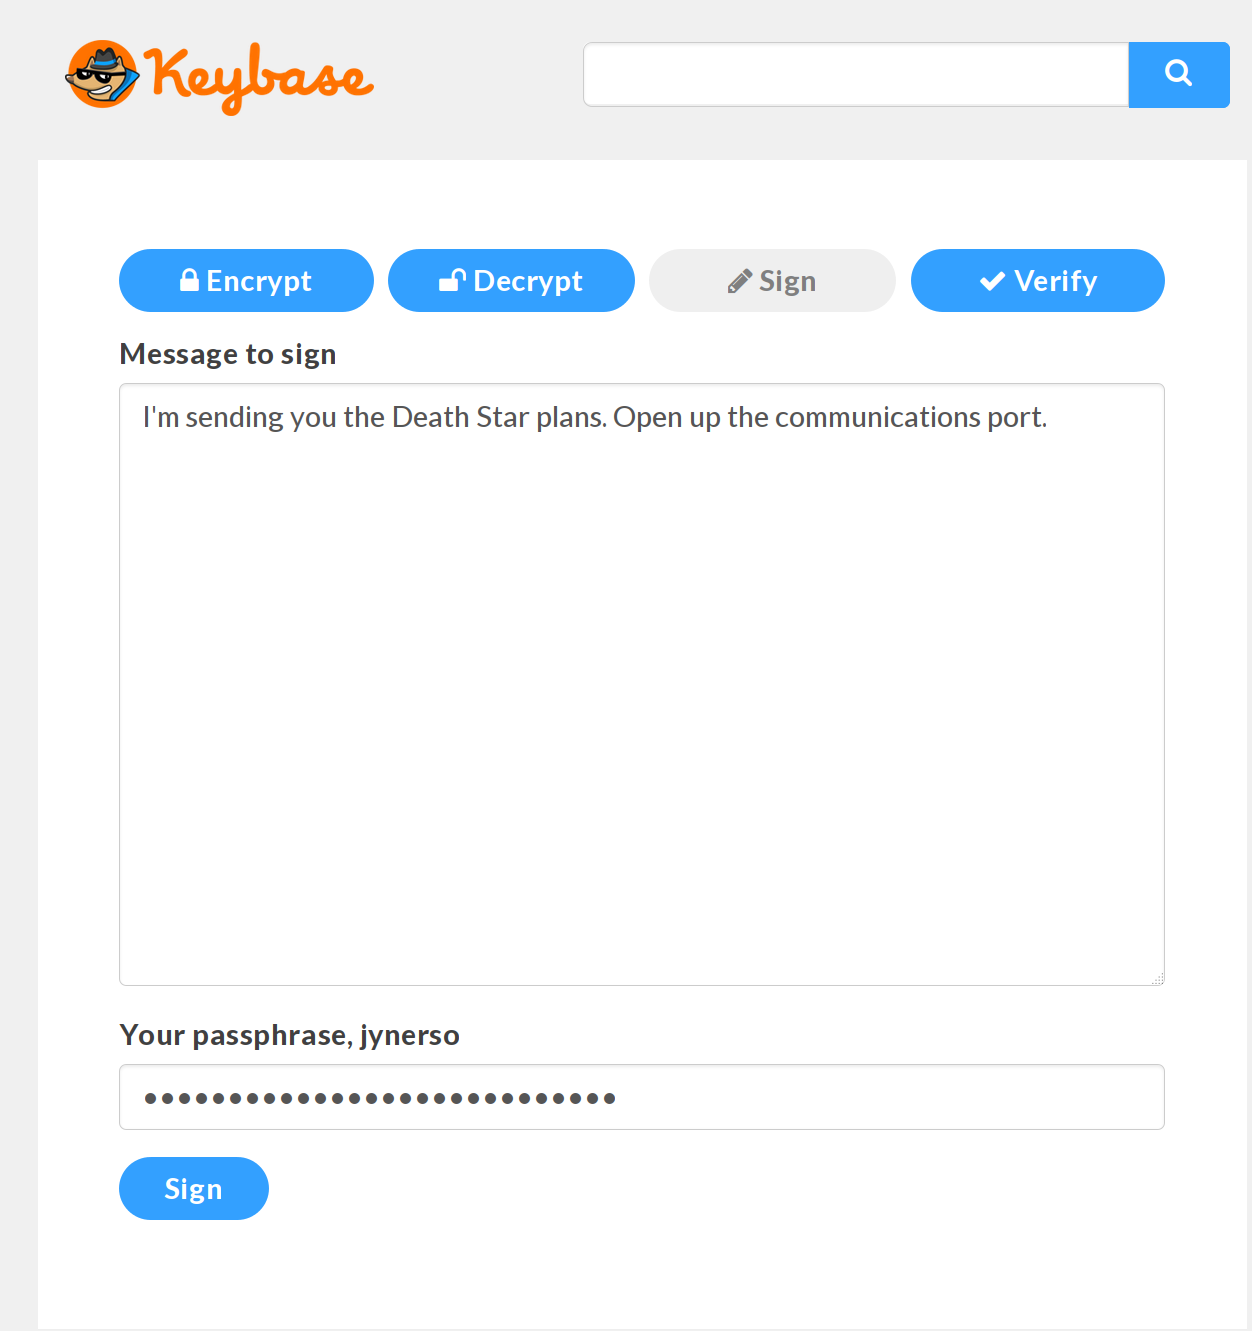 Keybase
Encrypt Decrypt Sign Verify
Message to sign
I'm sending you the Death Star plans. Open up the communications port.
Your passphrase, jynerso
••••••••••••••••••••••••••••
Sign